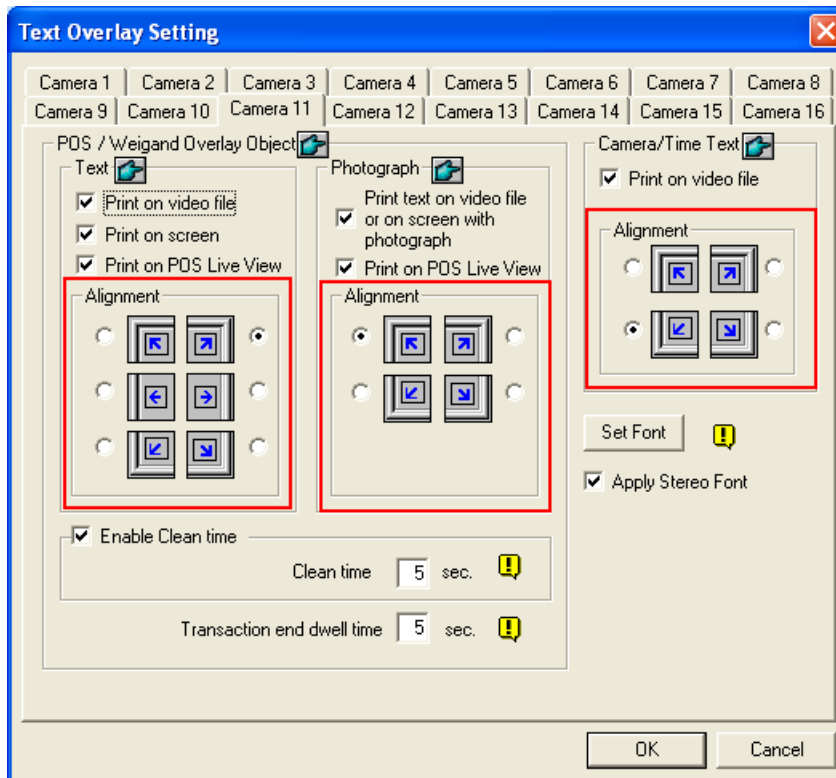 Text Overlay Setting
Camera 1 Camera 2 Camera 3 Camera 4 Camera 5 Camera 6 Camera 7 Camera 8
Camera 9 Camera 10 Camera 11 Camera 12 Camera 13 Camera 14 Camera 15 Camera 16
POS / Weigand Overlay Object
Text
Print on video file
Print on screen
Print on POS Live View
Alignment
Photograph
Print text on video file
or on screen with
photograph
Print on POS Live View
Alignment
Enable Clean time
Clean time 5 sec.
Transaction end dwell time 5 sec.
Camera/Time Text
Print on video file
Alignment
Set Font
Apply Stereo Font
OK Cancel